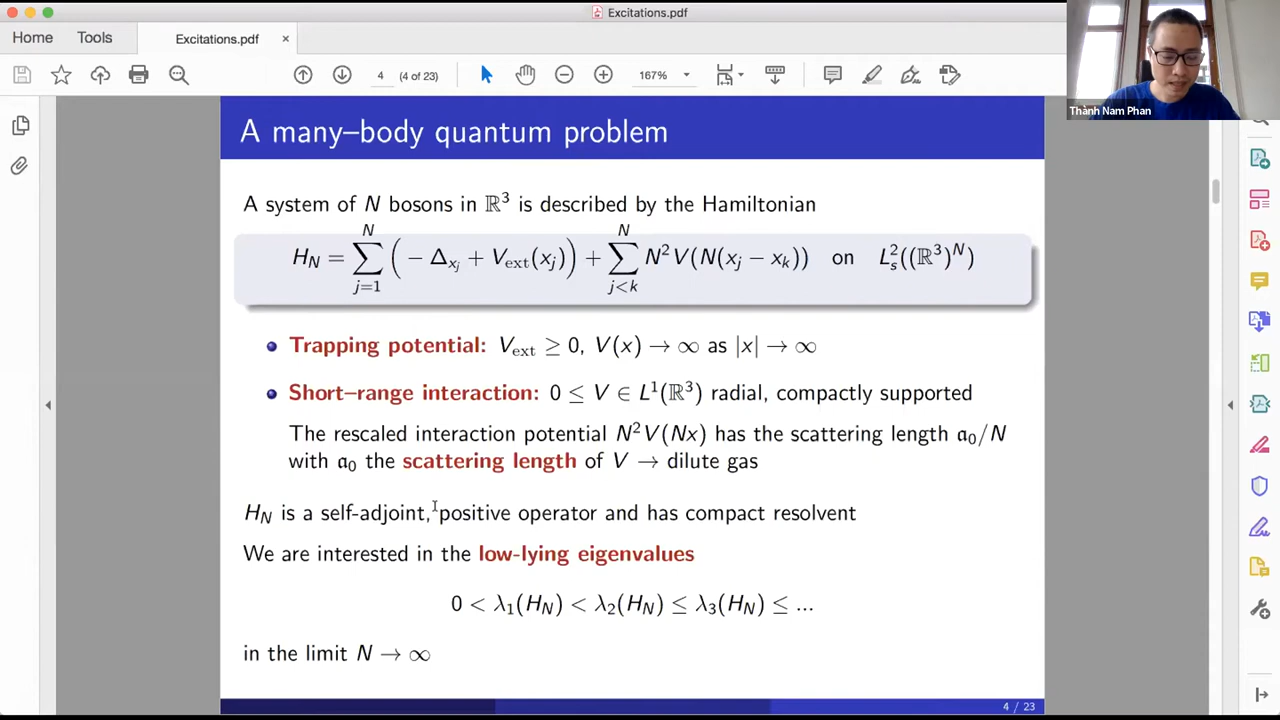 Excitations.pdf
Home Tools Excitations.pdf ×
4 (4 of 23) 167%
Thành Nam Phan
A many–body quantum problem
A system of N bosons in ℝ³ is described by the Hamiltonian
H_N = ∑_{j=1}^{N} ( − Δ_{x_j} + V_ext(x_j) ) + ∑_{j<k}^{N} N²V(N(x_j − x_k)) on L²_s((ℝ³)^N)
Trapping potential: V_ext ≥ 0, V(x) → ∞ as |x| → ∞
Short–range interaction: 0 ≤ V ∈ L¹(ℝ³) radial, compactly supported
The rescaled interaction potential N²V(Nx) has the scattering length 𝔞₀/N
with 𝔞₀ the scattering length of V → dilute gas
H_N is a self-adjoint, positive operator and has compact resolvent
We are interested in the low-lying eigenvalues
0 < λ₁(H_N) < λ₂(H_N) ≤ λ₃(H_N) ≤ ...
in the limit N → ∞
4 / 23